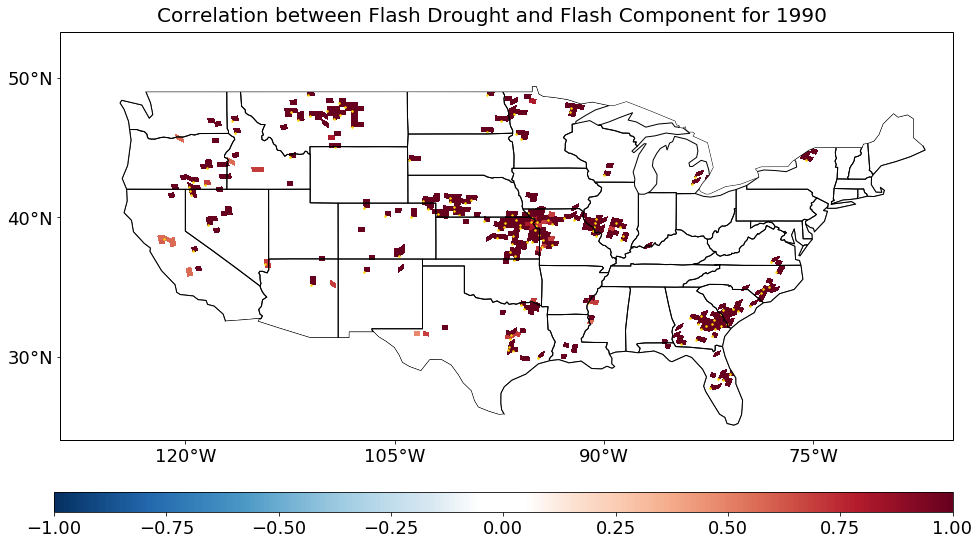 Correlation between Flash Drought and Flash Component for 1990
50°N
40°N
30°N
120°W 105°W 90°W 75°W
−1.00 −0.75 −0.50 −0.25 0.00 0.25 0.50 0.75 1.00